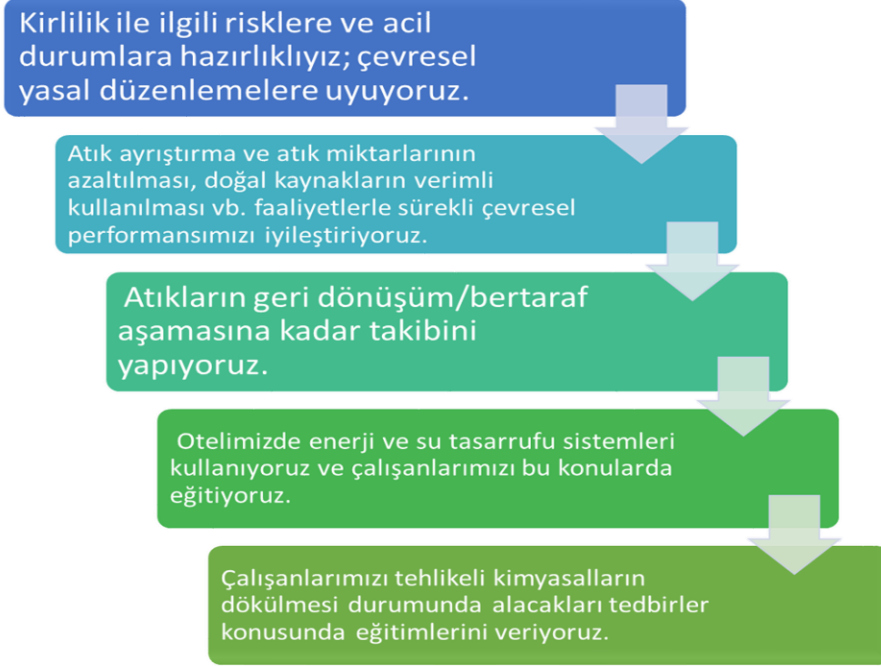 Kirlilik ile ilgili risklere ve acil
durumlara hazırlıklıyız; çevresel
yasal düzenlemelere uyuyoruz.
Atık ayrıştırma ve atık miktarlarının
azaltılması, doğal kaynakların verimli
kullanılması vb. faaliyetlerle sürekli çevresel
performansımızı iyileştiriyoruz.
Atıkların geri dönüşüm/bertaraf
aşamasına kadar takibini
yapıyoruz.
Otelimizde enerji ve su tasarrufu sistemleri
kullanıyoruz ve çalışanlarımızı bu konularda
eğitiyoruz.
Çalışanlarımızı tehlikeli kimyasalların
dökülmesi durumunda alacakları tedbirler
konusunda eğitimlerini veriyoruz.